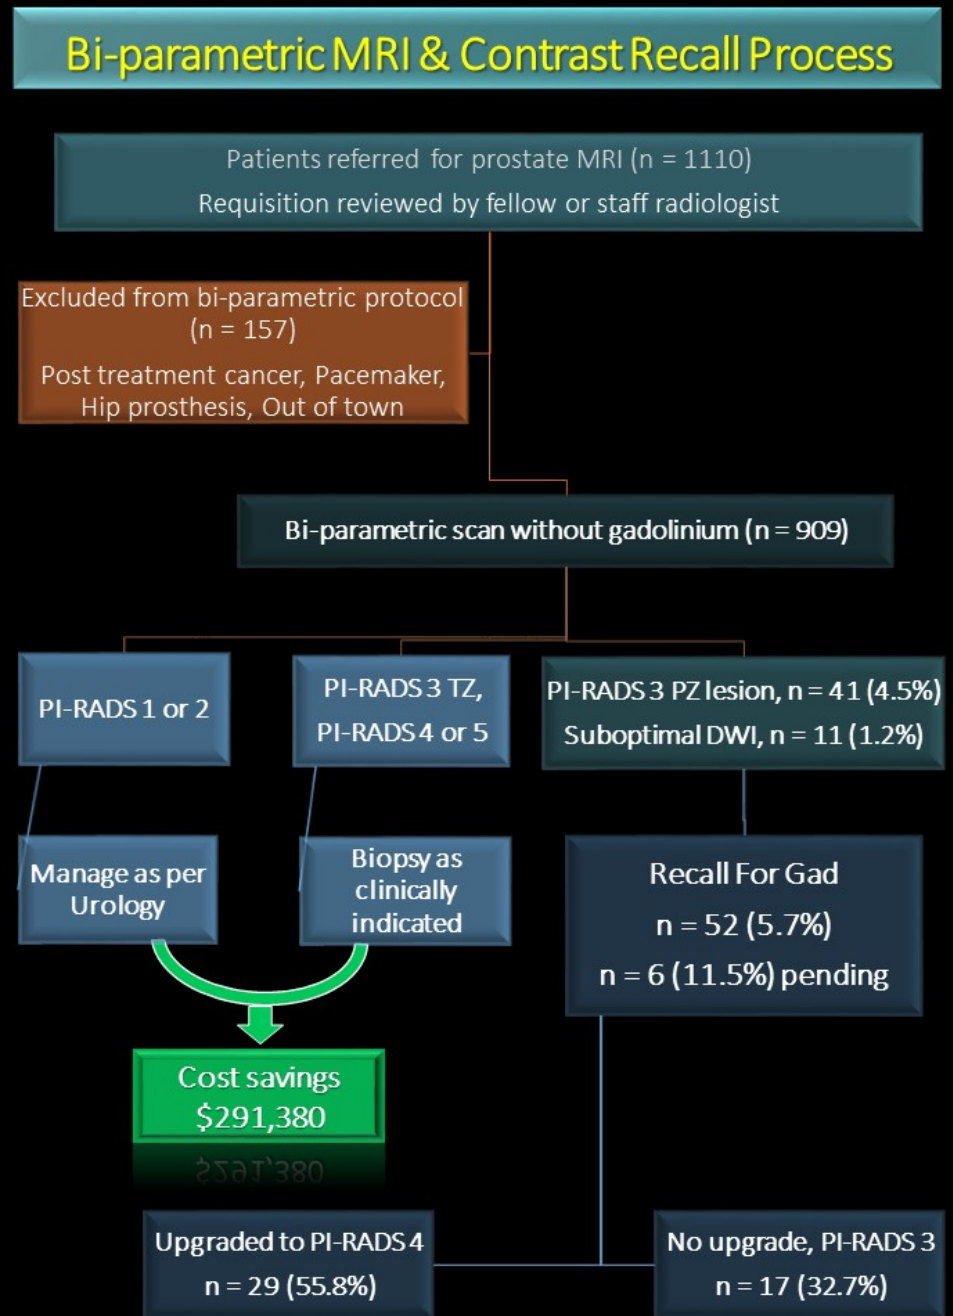 Bi-parametric MRI & Contrast Recall Process
Patients referred for prostate MRI (n = 1110)
Requisition reviewed by fellow or staff radiologist
Excluded from bi-parametric protocol
(n = 157)
Post treatment cancer, Pacemaker,
Hip prosthesis, Out of town
Bi-parametric scan without gadolinium (n = 909)
PI-RADS 1 or 2
PI-RADS 3 TZ,
PI-RADS 4 or 5
PI-RADS 3 PZ lesion, n = 41 (4.5%)
Suboptimal DWI, n = 11 (1.2%)
Manage as per
Urology
Biopsy as
clinically
indicated
Recall For Gad
n = 52 (5.7%)
n = 6 (11.5%) pending
Cost savings
$291,380
Upgraded to PI-RADS 4
n = 29 (55.8%)
No upgrade, PI-RADS 3
n = 17 (32.7%)